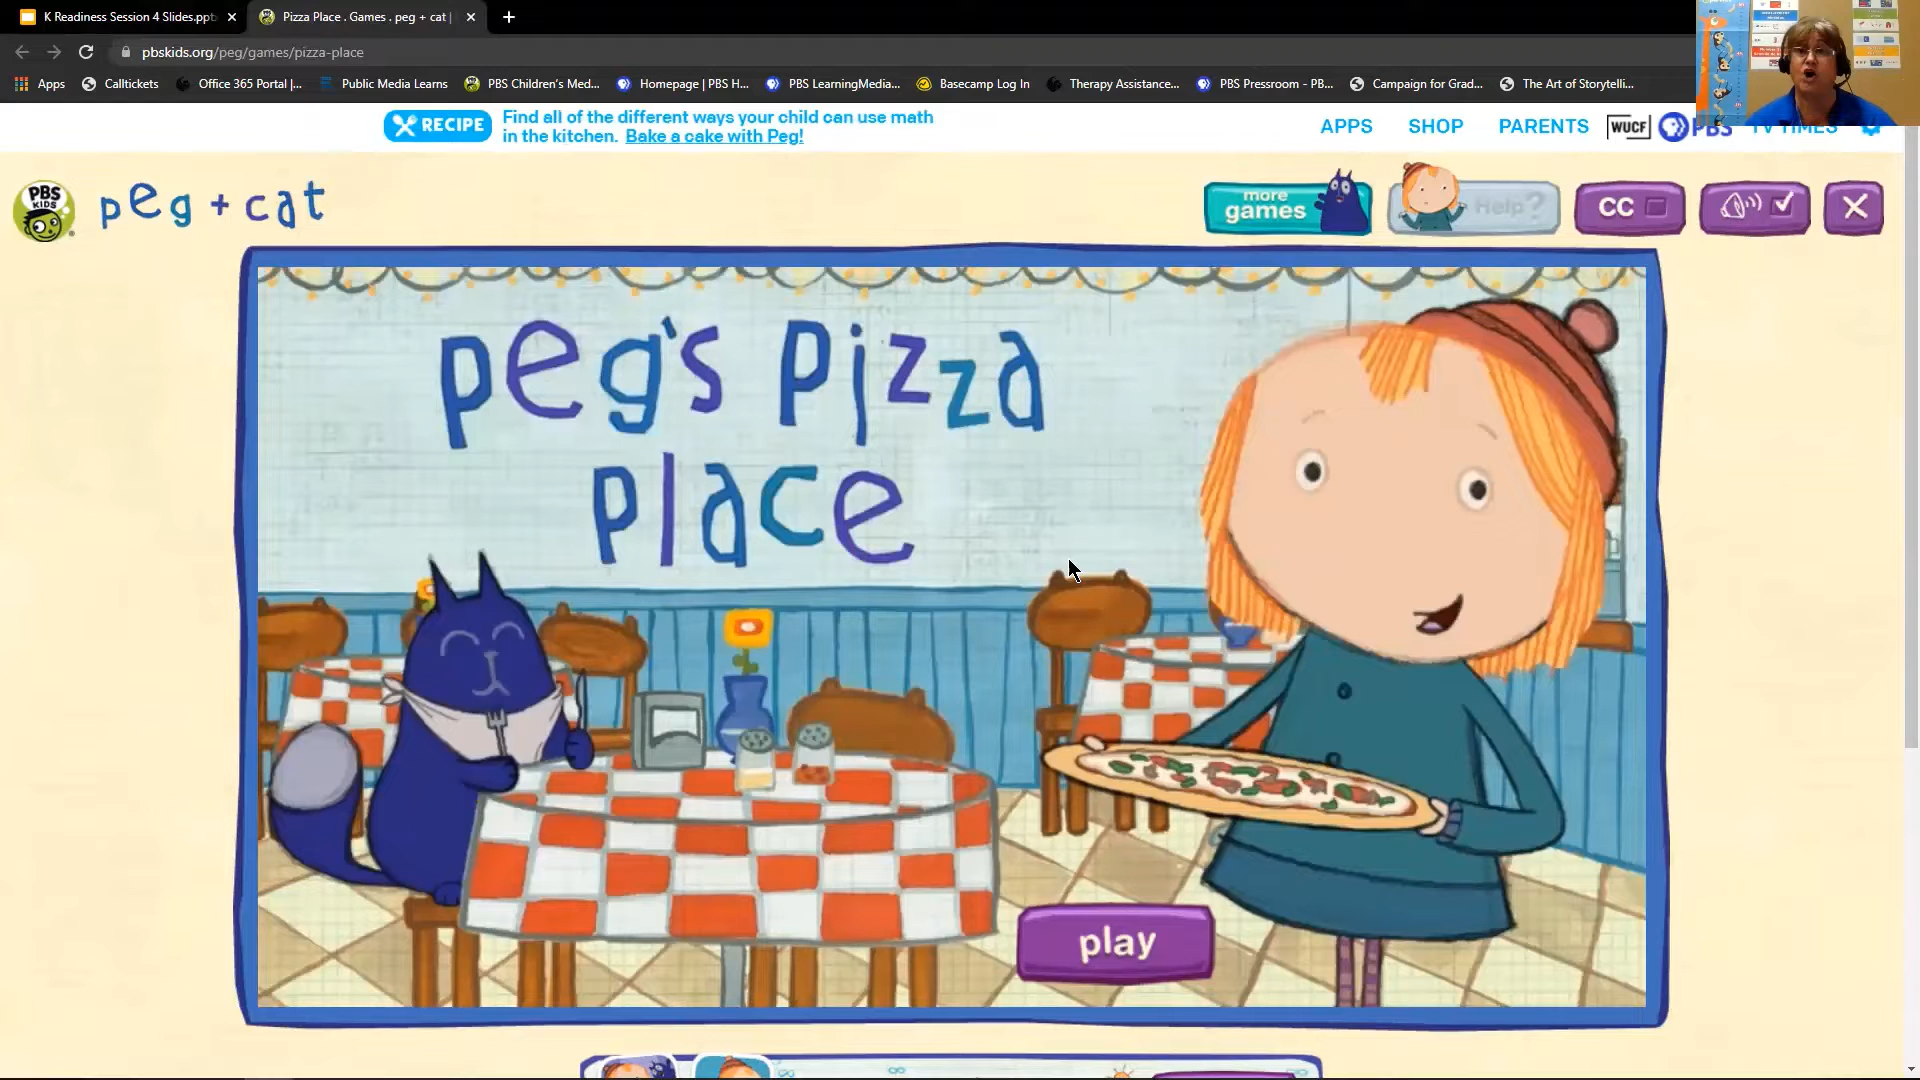 K Readiness Session 4 Slides.ppt
Pizza Place . Games . peg + cat |
pbskids.org/peg/games/pizza-place
Apps
Calltickets
Office 365 Portal |...
Public Media Learns
PBS Children's Med...
Homepage | PBS H...
PBS LearningMedia...
Basecamp Log In
Therapy Assistance...
PBS Pressroom - PB...
Campaign for Grad...
The Art of Storytelli...
RECIPE
Find all of the different ways your child can use math
in the kitchen. Bake a cake with Peg!
APPS
SHOP
PARENTS
WUCF
PBS
TV TIMES
PBS
KIDS
peg + cat
more
games
Help?
CC
peg's pizza
place
play